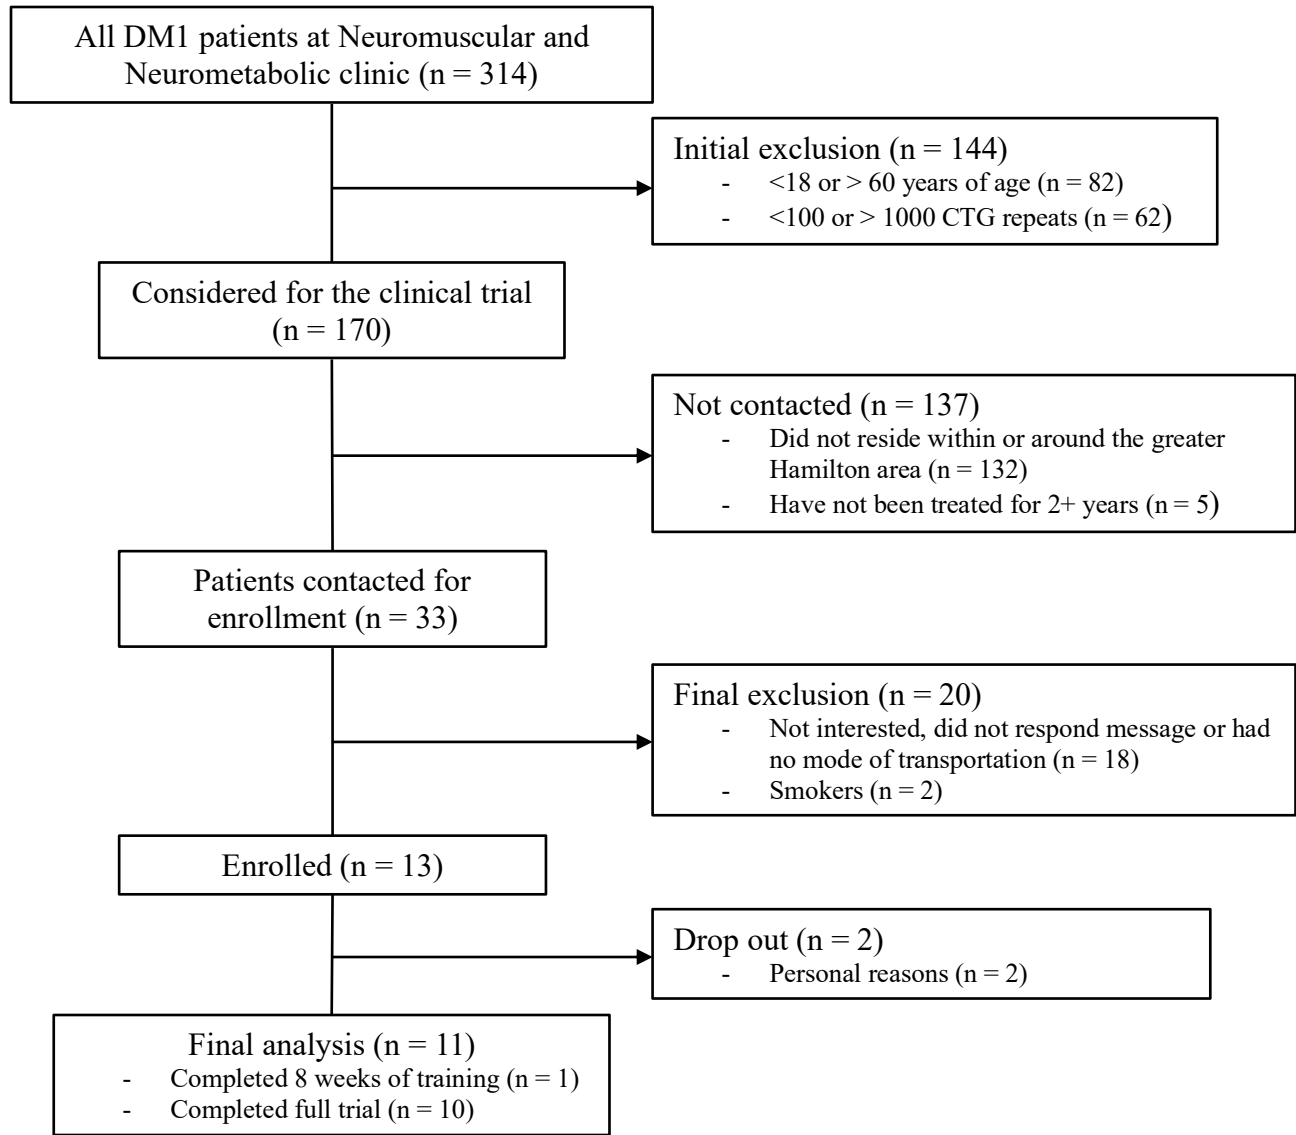 All DM1 patients at Neuromuscular and
Neurometabolic clinic (n = 314)
Initial exclusion (n = 144)
- <18 or > 60 years of age (n = 82)
- <100 or > 1000 CTG repeats (n = 62)
Considered for the clinical trial
(n = 170)
Not contacted (n = 137)
- Did not reside within or around the greater
Hamilton area (n = 132)
- Have not been treated for 2+ years (n = 5)
Patients contacted for
enrollment (n = 33)
Final exclusion (n = 20)
- Not interested, did not respond message or had
no mode of transportation (n = 18)
- Smokers (n = 2)
Enrolled (n = 13)
Drop out (n = 2)
- Personal reasons (n = 2)
Final analysis (n = 11)
- Completed 8 weeks of training (n = 1)
- Completed full trial (n = 10)